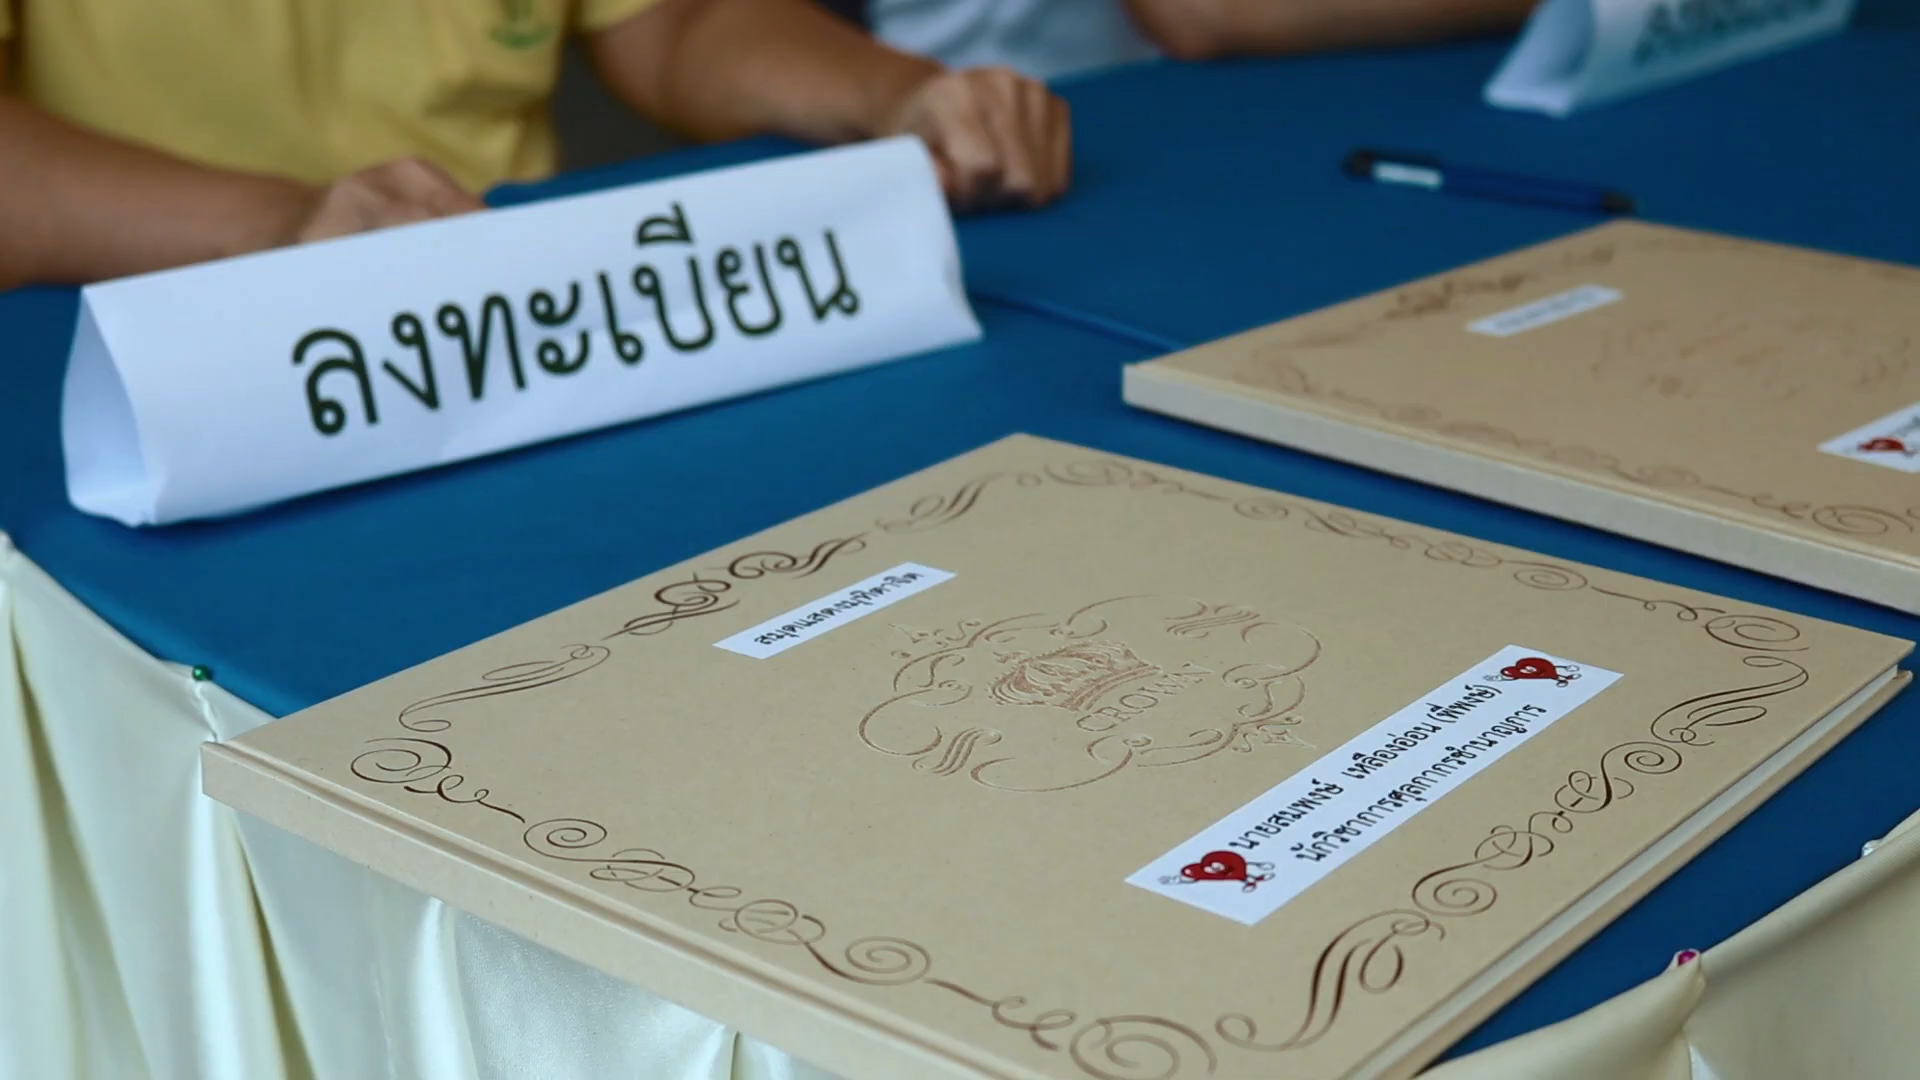 ลงทะเบียน
สมุดแสดงมุทิตาจิต
CROWN
นายสมพงษ์ เหลืองอ่อน (พี่พงษ์)
นักวิชาการศุลกากรชำนาญการ